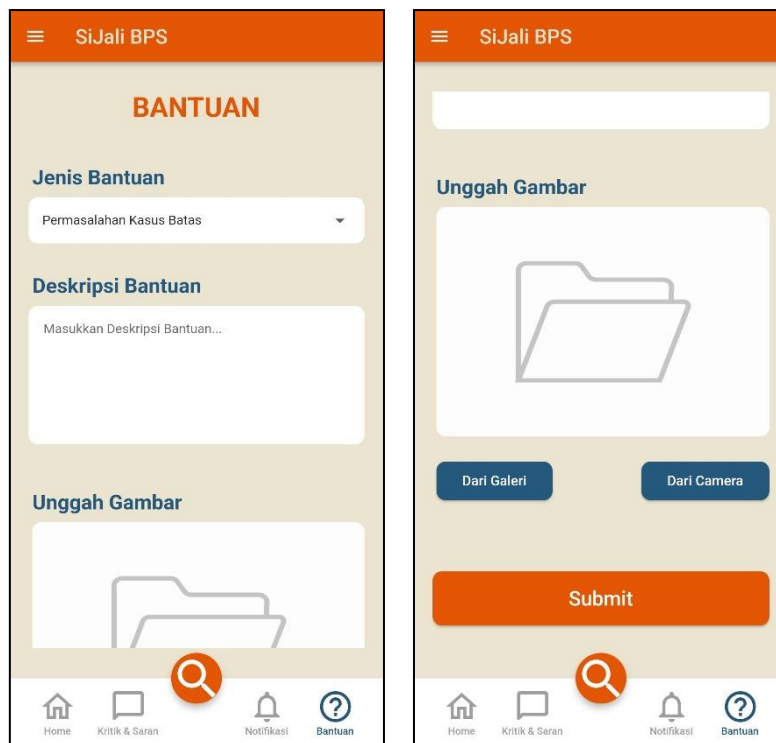 SiJali BPS
BANTUAN
Jenis Bantuan
Permasalahan Kasus Batas
Deskripsi Bantuan
Masukkan Deskripsi Bantuan...
Unggah Gambar
Home
Kritik & Saran
Notifikasi
Bantuan
SiJali BPS
Unggah Gambar
Dari Galeri
Dari Camera
Submit
Home
Kritik & Saran
Notifikasi
Bantuan